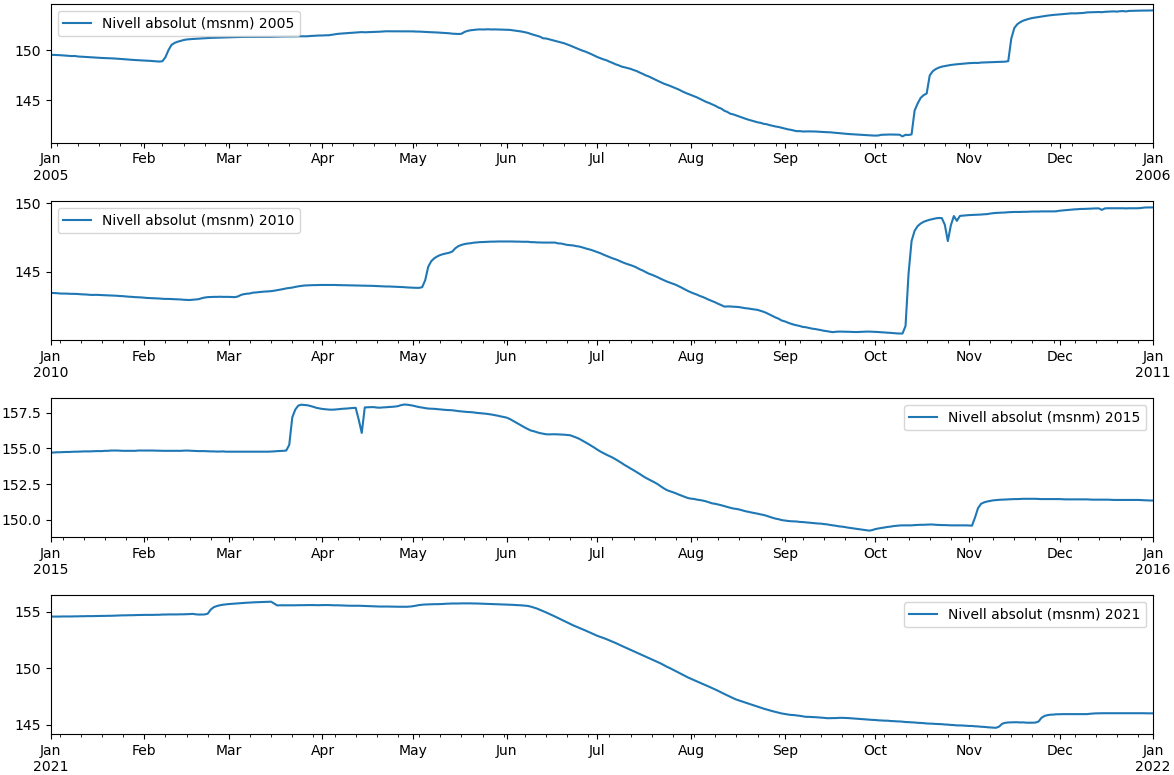 Nivell absolut (msnm) 2005
150
145
Jan Feb Mar Apr May Jun Jul Aug Sep Oct Nov Dec Jan
2005 2006
150
Nivell absolut (msnm) 2010
145
Jan Feb Mar Apr May Jun Jul Aug Sep Oct Nov Dec Jan
2010 2011
157.5
Nivell absolut (msnm) 2015
155.0
152.5
150.0
Jan Feb Mar Apr May Jun Jul Aug Sep Oct Nov Dec Jan
2015 2016
155
Nivell absolut (msnm) 2021
150
145
Jan Feb Mar Apr May Jun Jul Aug Sep Oct Nov Dec Jan
2021 2022